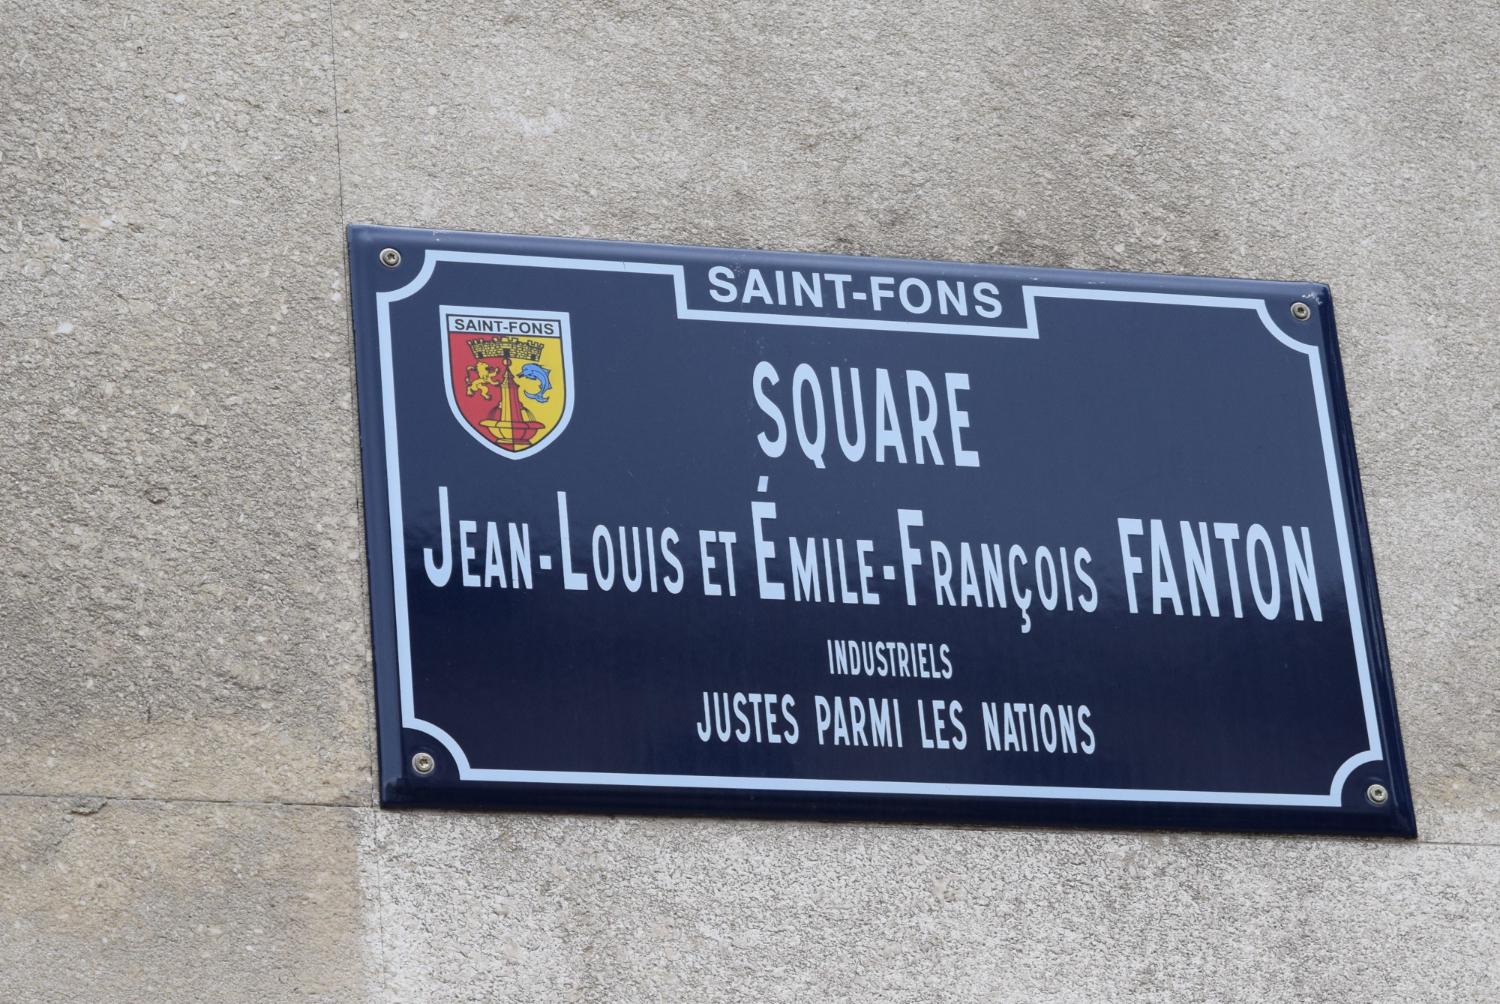 SAINT-FONS
SAINT-FONS
SQUARE
JEAN-LOUIS ET ÉMILE-FRANÇOIS FANTON
INDUSTRIELS
JUSTES PARMI LES NATIONS